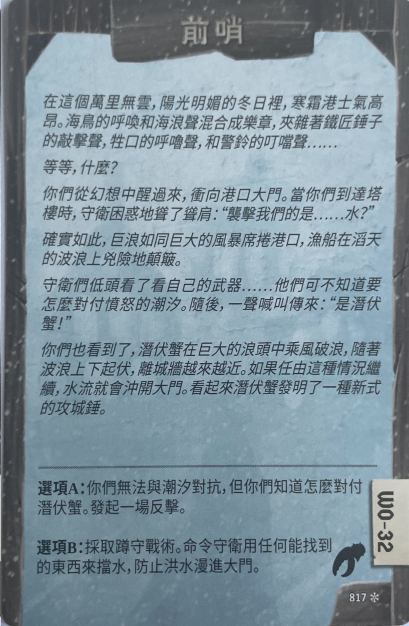 前哨
在這個萬里無雲，陽光明媚的冬日裡，寒霜港士氣高
昂。海鳥的呼喚和海浪聲混合成樂章，夾雜著鐵匠錘子
的敲擊聲，牲口的呼嚕聲，和警鈴的叮噹聲……
等等，什麼？
你們從幻想中醒過來，衝向港口大門。當你們到達塔
樓時，守衛困惑地聳了聳肩：“襲擊我們的是……水？”
確實如此，巨浪如同巨大的風暴席捲港口，漁船在滔天
的波浪上兇險地顛簸。
守衛們低頭看了看自己的武器……他們可不知道要
怎麼對付憤怒的潮汐。隨後，一聲喊叫傳來：“是潛伏
蟹！”
你們也看到了，潛伏蟹在巨大的浪頭中乘風破浪，隨著
波浪上下起伏，離城牆越來越近。如果任由這種情況繼
續，水流就會沖開大門。看起來潛伏蟹發明了一種新式
的攻城錘。
選項A：你們無法與潮汐對抗，但你們知道怎麼對付
潛伏蟹。發起一場反擊。
選項B：採取蹲守戰術。命令守衛用任何能找到
的東西來擋水，防止洪水漫進大門。
WO-32
817